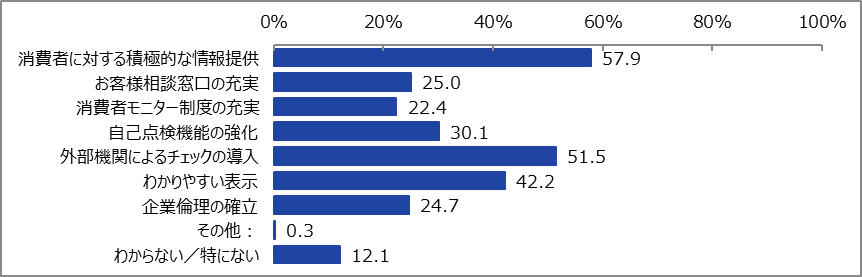 0% 20% 40% 60% 80% 100%
消費者に対する積極的な情報提供 57.9
お客様相談窓口の充実 25.0
消費者モニター制度の充実 22.4
自己点検機能の強化 30.1
外部機関によるチェックの導入 51.5
わかりやすい表示 42.2
企業倫理の確立 24.7
その他： 0.3
わからない／特にない 12.1